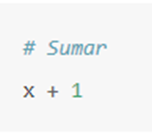 # Sumar
x + 1